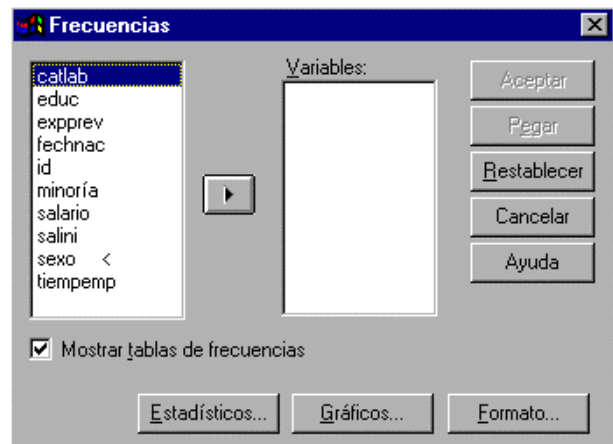 Frecuencias
catlab
educ
expprev
fechnac
id
minoría
salario
salini
sexo <
tiempemp
Variables:
Aceptar
Pegar
Restablecer
Cancelar
Ayuda
Mostrar tablas de frecuencias
Estadísticos...
Gráficos...
Formato...